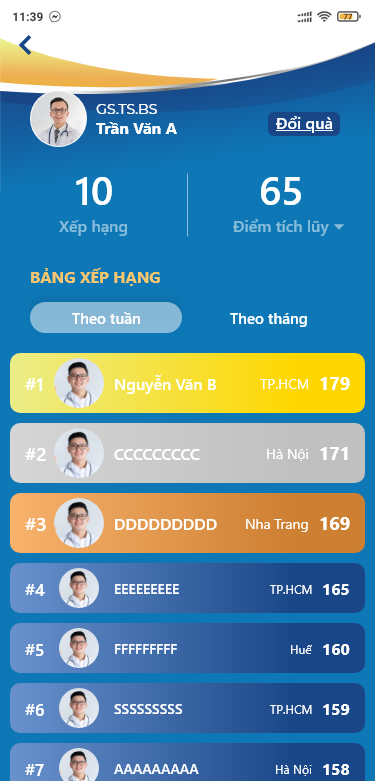 11:39
77
GS.TS.BS
Trần Văn A
Đổi quà
10
65
Xếp hạng
Điểm tích lũy
BẢNG XẾP HẠNG
Theo tuần
Theo tháng
#1 Nguyễn Văn B TP.HCM 179
#2 CCCCCCCCC Hà Nội 171
#3 DDDDDDDDD Nha Trang 169
#4 EEEEEEEEE TP.HCM 165
#5 FFFFFFFFF Huế 160
#6 SSSSSSSSS TP.HCM 159
#7 AAAAAAAAA Hà Nội 158